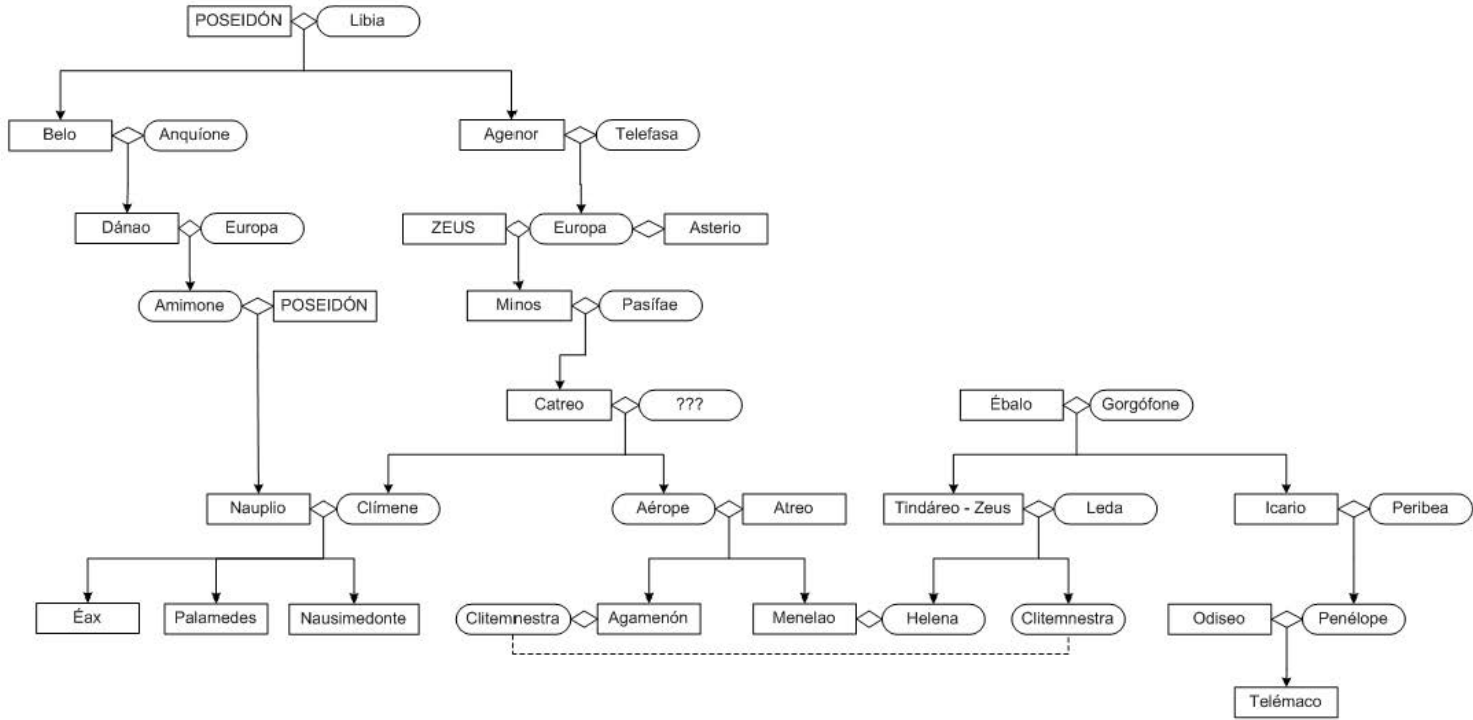 POSEIDÓN
Libia
Belo
Anquíone
Agenor
Telefasa
Dánao
Europa
ZEUS
Europa
Asterio
Amimone
POSEIDÓN
Minos
Pasífae
Catreo
???
Ébalo
Gorgófone
Nauplio
Clímene
Aérope
Atreo
Tindáreo - Zeus
Leda
Icario
Peribea
Éax
Palamedes
Nausimedonte
Clitemnestra
Agamenón
Menelao
Helena
Clitemnestra
Odiseo
Penélope
Telémaco